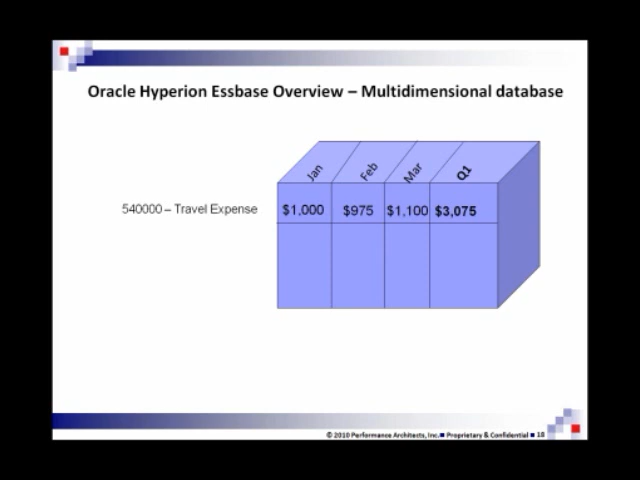 Oracle Hyperion Essbase Overview – Multidimensional database
Jan Feb Mar Q1
540000 – Travel Expense $1,000 $975 $1,100 $3,075
© 2010 Performance Architects, Inc. ■ Proprietary & Confidential ■ 18